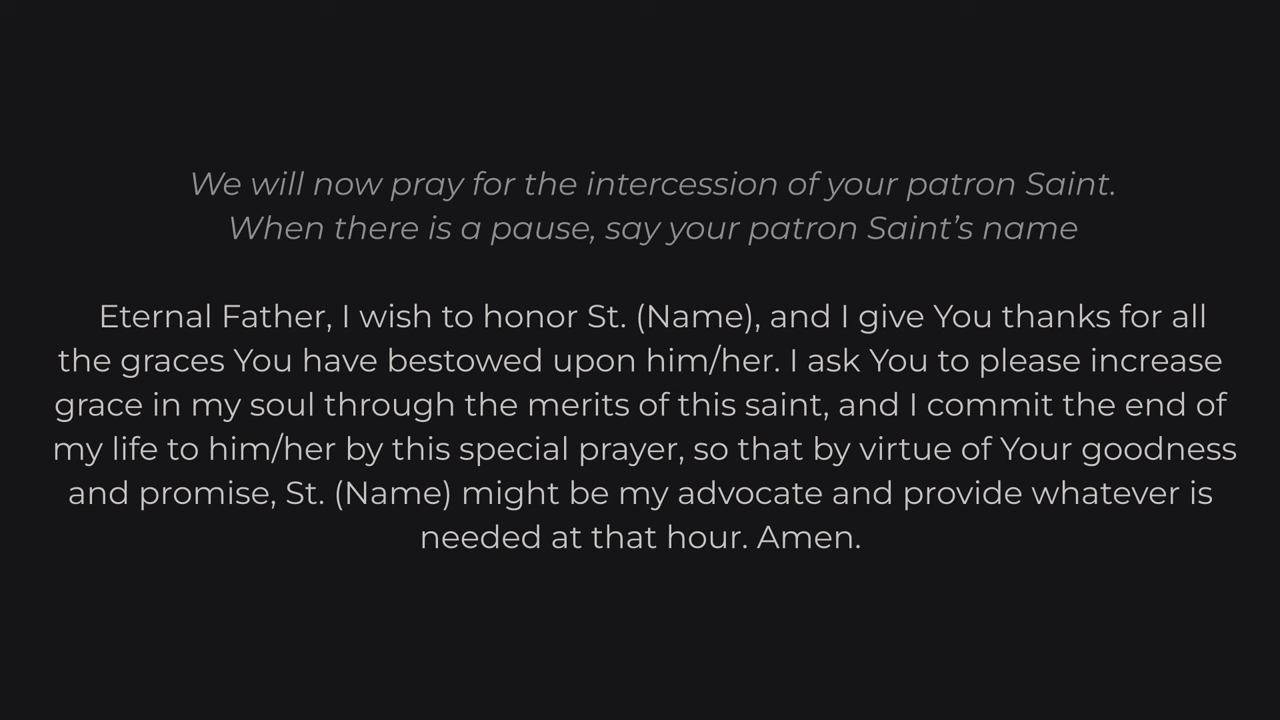 We will now pray for the intercession of your patron Saint.
When there is a pause, say your patron Saint’s name
Eternal Father, I wish to honor St. (Name), and I give You thanks for all
the graces You have bestowed upon him/her. I ask You to please increase
grace in my soul through the merits of this saint, and I commit the end of
my life to him/her by this special prayer, so that by virtue of Your goodness
and promise, St. (Name) might be my advocate and provide whatever is
needed at that hour. Amen.